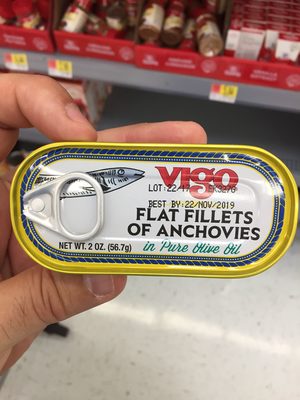 VIGO
BEST BY: 22/NOV/2019
FLAT FILLETS
OF ANCHOVIES
NET WT. 2 OZ. (56.7g)
in Pure Olive Oil